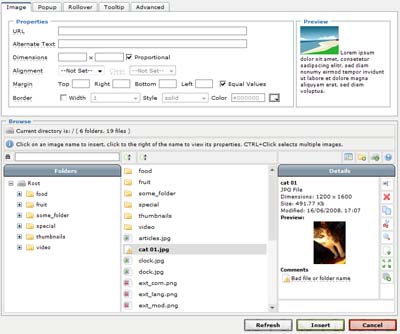 Image Popup Rollover Tooltip Advanced
Properties
URL
Alternate Text
Dimensions × Proportional
Alignment --Not Set-- --Not Set--
Margin Top Right Bottom Left Equal Values
Border Width 1 Style solid Color #000000
Preview
Lorem ipsum
dolor sit amet, consetetur
sadipscing elitr, sed diam
nonumy eirmod tempor invidunt
ut labore et dolore magna
aliquyam erat, sed diam
voluptua.
Browse
Current directory is: / ( 6 folders, 19 files )
Click on an image name to insert, click to the right of the name to view its properties. CTRL+Click selects multiple images.
Folders
Root
food
fruit
some_folder
special
thumbnails
video
food
fruit
some_folder
special
thumbnails
video
articles.jpg
cat 01.jpg
clock.jpg
dock.jpg
ext_com.png
ext_lang.png
ext_mod.png
Details
cat 01
JPG File
Dimensions: 1200 x 1600
Size: 491.77 Kb
Modified: 16/06/2008, 17:07
Preview:
Comments
Bad file or folder name
Refresh Insert Cancel